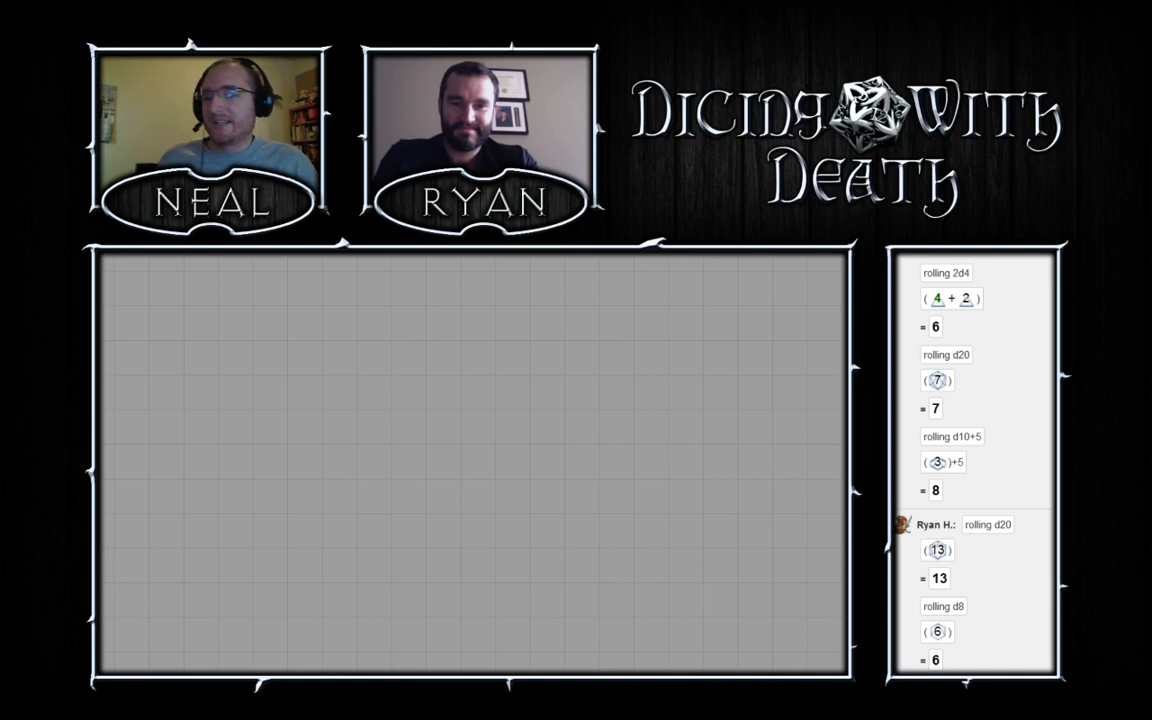 NEAL
RYAN
DICING WITH
DEATH
rolling 2d4
( 4 + 2 )
= 6
rolling d20
( 7 )
= 7
rolling d10+5
( 3 )+5
= 8
Ryan H.: rolling d20
( 13 )
= 13
rolling d8
( 6 )
= 6